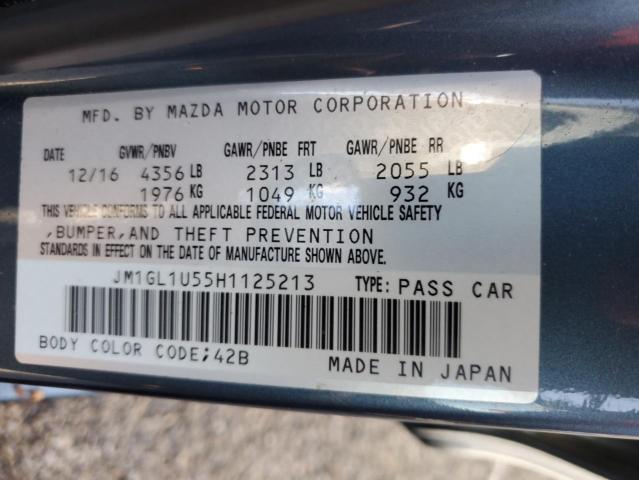 MFD. BY MAZDA MOTOR CORPORATION
DATE GVWR/PNBV GAWR/PNBE FRT GAWR/PNBE RR
12/16 4356 LB 2313 LB 2055 LB
1976 KG 1049 KG 932 KG
THIS VEHICLE CONFORMS TO ALL APPLICABLE FEDERAL MOTOR VEHICLE SAFETY
,BUMPER,AND THEFT PREVENTION
STANDARDS IN EFFECT ON THE DATE OF MANUFACTURE SHOWN ABOVE.
JM1GL1U55H1125213 TYPE: PASS CAR
BODY COLOR CODE;42B MADE IN JAPAN